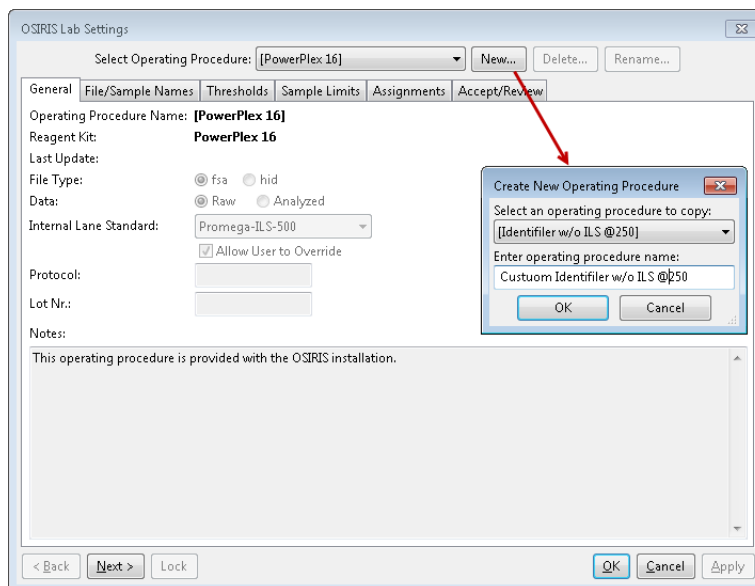 OSIRIS Lab Settings
Select Operating Procedure: [PowerPlex 16] New... Delete... Rename...
General File/Sample Names Thresholds Sample Limits Assignments Accept/Review
Operating Procedure Name: [PowerPlex 16]
Reagent Kit: PowerPlex 16
Last Update:
File Type: fsa hid
Data: Raw Analyzed
Internal Lane Standard: Promega-ILS-500
Allow User to Override
Protocol:
Lot Nr.:
Notes:
This operating procedure is provided with the OSIRIS installation.
Create New Operating Procedure
Select an operating procedure to copy:
[Identifiler w/o ILS @250]
Enter operating procedure name:
Custuom Identifiler w/o ILS @250
OK Cancel
< Back Next > Lock OK Cancel Apply